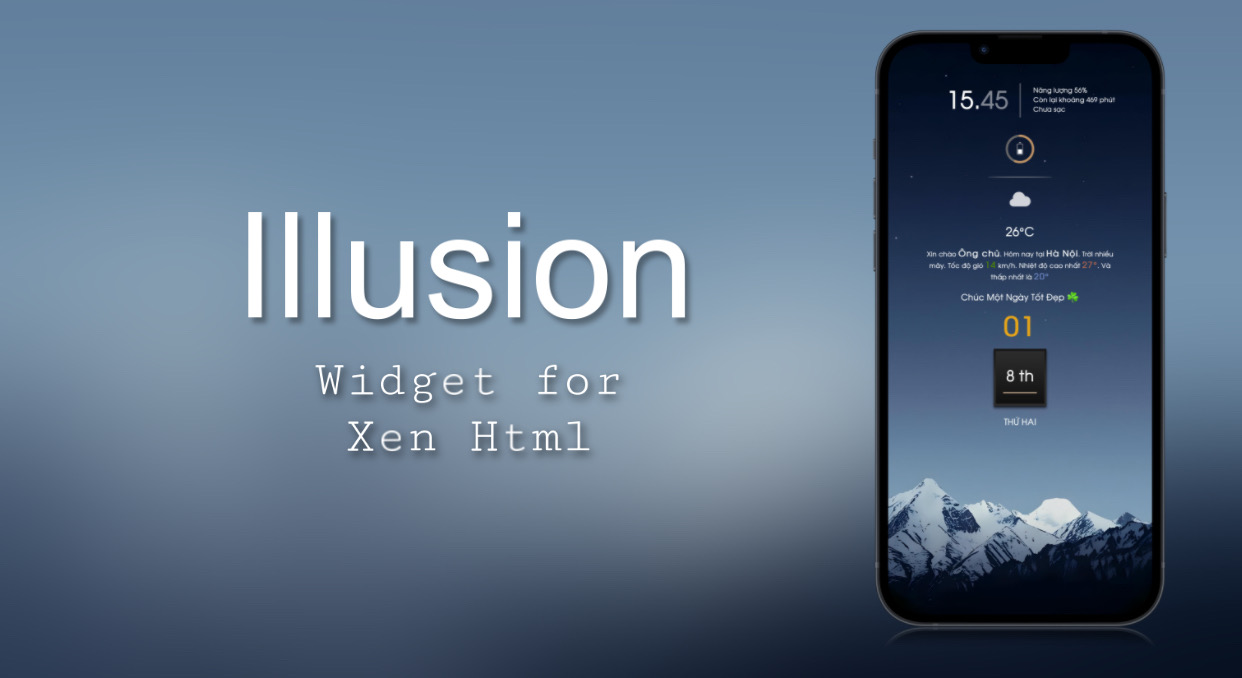 Illusion
Widget for
Xen Html
15.45
Năng lượng 56%
Còn lại khoảng 469 phút
Chưa sạc
26°C
Xin chào Ông chủ. Hôm nay tại Hà Nội. Trời nhiều
mây. Tốc độ gió 14 km/h. Nhiệt độ cao nhất 27°. Và
thấp nhất là 20°
Chúc Một Ngày Tốt Đẹp ☘️
01
8 th
THỨ HAI